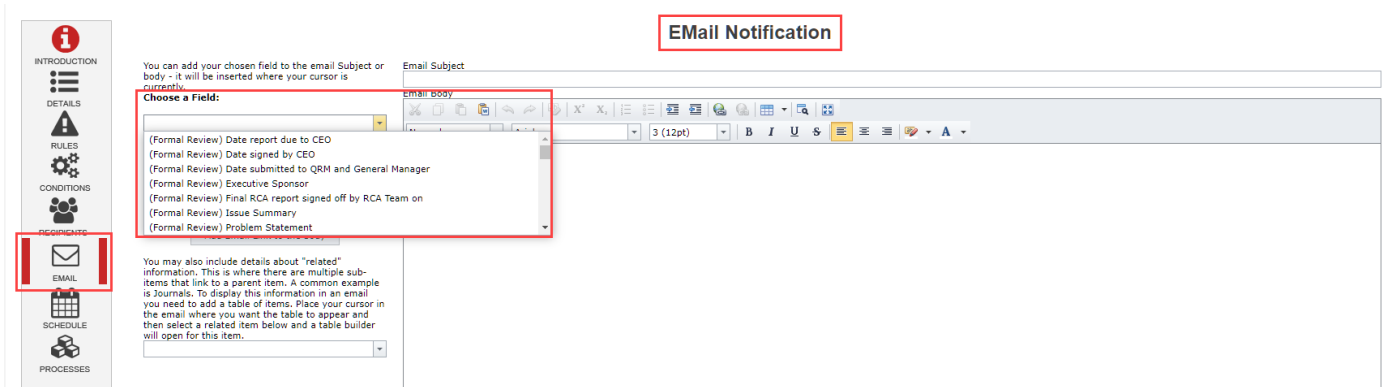 EMail Notification
INTRODUCTION
DETAILS
RULES
CONDITIONS
RECIPIENTS
EMAIL
SCHEDULE
PROCESSES
You can add your chosen field to the email Subject or
body - it will be inserted where your cursor is
currently.
Choose a Field:
(Formal Review) Date report due to CEO
(Formal Review) Date signed by CEO
(Formal Review) Date submitted to QRM and General Manager
(Formal Review) Executive Sponsor
(Formal Review) Final RCA report signed off by RCA Team on
(Formal Review) Issue Summary
(Formal Review) Problem Statement
You may also include details about "related"
information. This is where there are multiple sub-
items that link to a parent item. A common example
is Journals. To display this information in an email
you need to add a table of items. Place your cursor in
the email where you want the table to appear and
then select a related item below and a table builder
will open for this item.
Email Subject
Email Body
3 (12pt)
B I U S
A